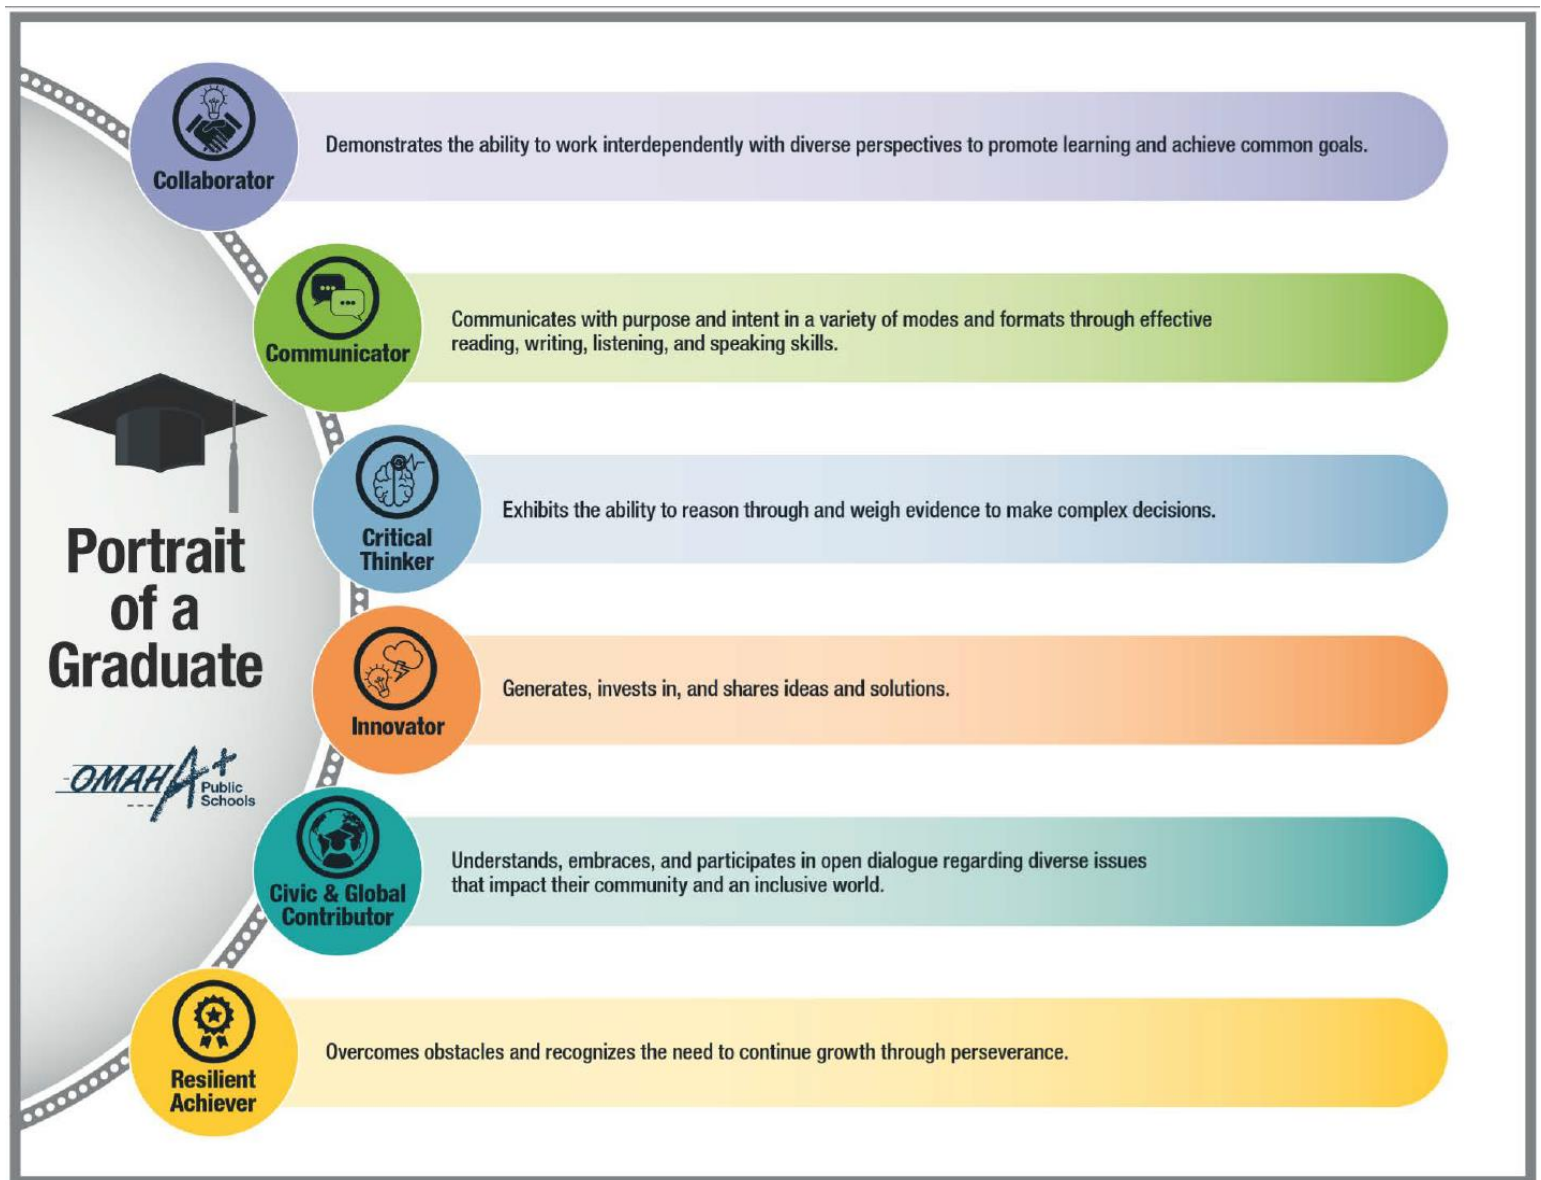 Collaborator
Demonstrates the ability to work interdependently with diverse perspectives to promote learning and achieve common goals.
Communicator
Communicates with purpose and intent in a variety of modes and formats through effective
reading, writing, listening, and speaking skills.
Critical
Thinker
Exhibits the ability to reason through and weigh evidence to make complex decisions.
Portrait
of a
Graduate
Innovator
Generates, invests in, and shares ideas and solutions.
OMAHA+
Public
Schools
Civic & Global
Contributor
Understands, embraces, and participates in open dialogue regarding diverse issues
that impact their community and an inclusive world.
Resilient
Achiever
Overcomes obstacles and recognizes the need to continue growth through perseverance.